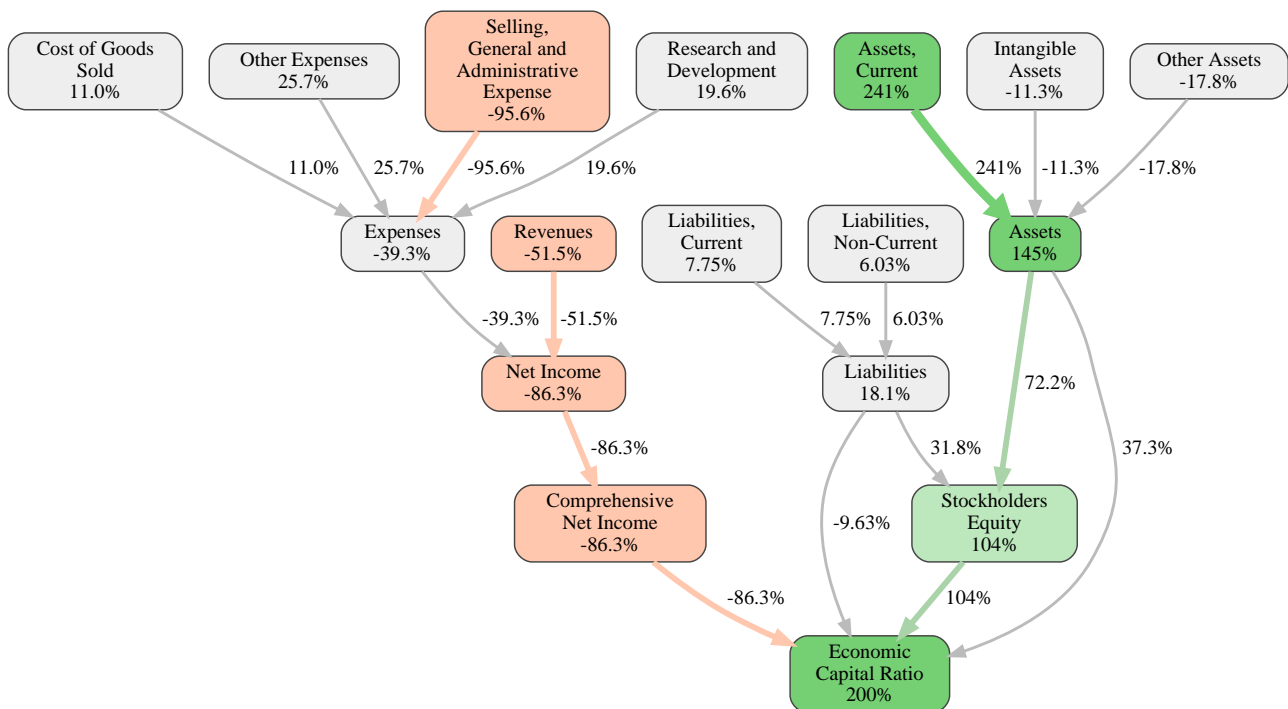 Cost of Goods
Sold
11.0%
Other Expenses
25.7%
Selling,
General and
Administrative
Expense
-95.6%
Research and
Development
19.6%
Assets,
Current
241%
Intangible
Assets
-11.3%
Other Assets
-17.8%
11.0%
25.7%
-95.6%
19.6%
241%
-11.3%
-17.8%
Expenses
-39.3%
Revenues
-51.5%
Liabilities,
Current
7.75%
Liabilities,
Non-Current
6.03%
Assets
145%
-39.3%
-51.5%
7.75%
6.03%
72.2%
37.3%
Net Income
-86.3%
Liabilities
18.1%
-86.3%
31.8%
-9.63%
Comprehensive
Net Income
-86.3%
Stockholders
Equity
104%
-86.3%
104%
Economic
Capital Ratio
200%